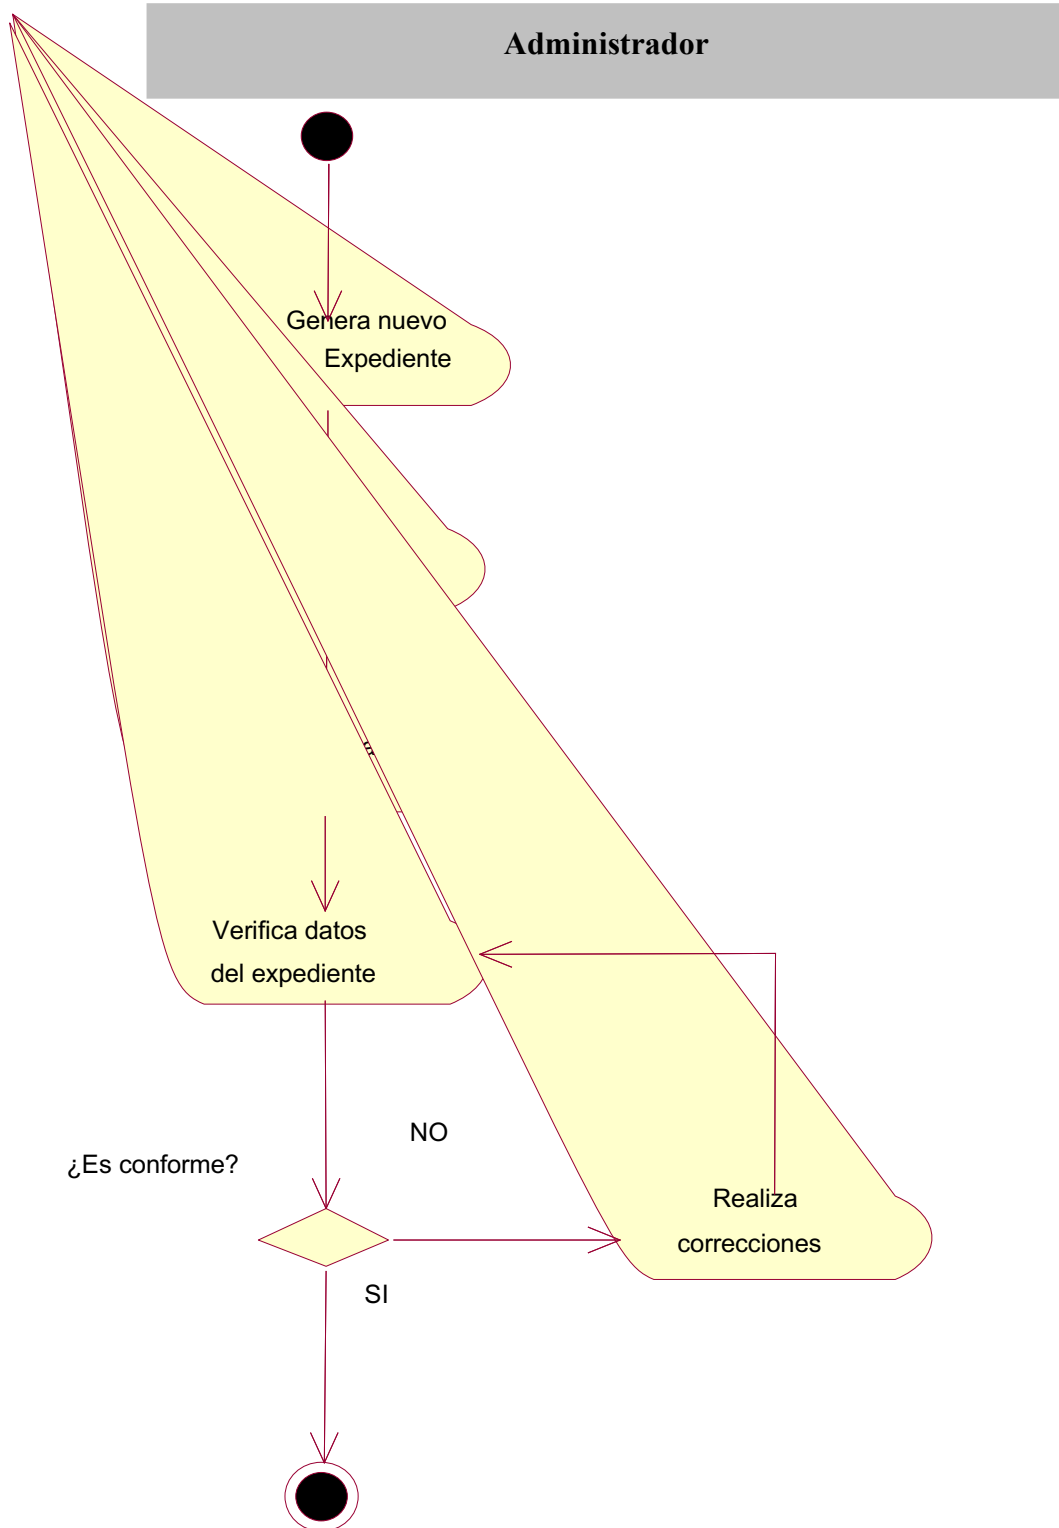 Administrador
Genera nuevo
Expediente
Verifica datos
del expediente
NO
¿Es conforme?
Realiza
correcciones
SI